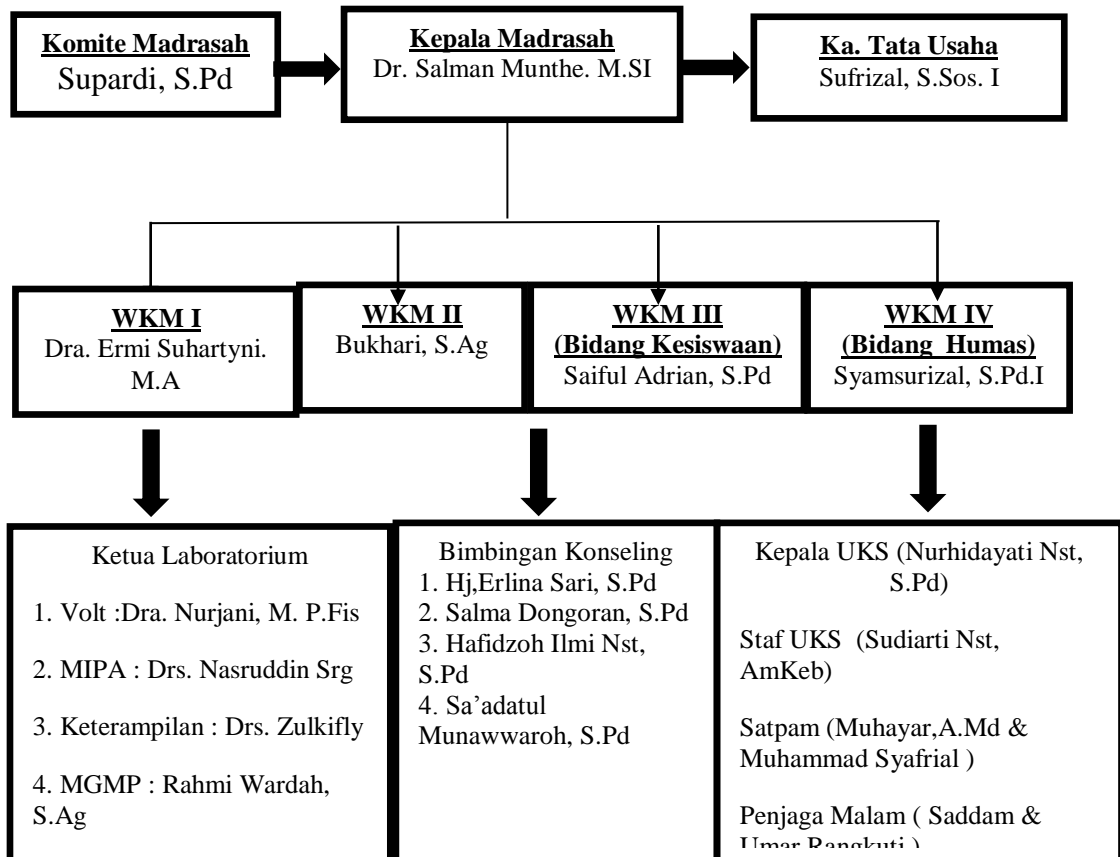 Komite Madrasah
Supardi, S.Pd
Kepala Madrasah
Dr. Salman Munthe. M.SI
Ka. Tata Usaha
Sufrizal, S.Sos. I
WKM I
Dra. Ermi Suhartyni.
M.A
WKM II
Bukhari, S.Ag
WKM III
(Bidang Kesiswaan)
Saiful Adrian, S.Pd
WKM IV
(Bidang Humas)
Syamsurizal, S.Pd.I
Ketua Laboratorium
1. Volt :Dra. Nurjani, M. P.Fis
2. MIPA : Drs. Nasruddin Srg
3. Keterampilan : Drs. Zulkifly
4. MGMP : Rahmi Wardah,
S.Ag
Bimbingan Konseling
1. Hj,Erlina Sari, S.Pd
2. Salma Dongoran, S.Pd
3. Hafidzoh Ilmi Nst,
S.Pd
4. Sa’adatul
Munawwaroh, S.Pd
Kepala UKS (Nurhidayati Nst,
S.Pd)
Staf UKS (Sudiarti Nst,
AmKeb)
Satpam (Muhayar,A.Md &
Muhammad Syafrial )
Penjaga Malam ( Saddam &
Umar Rangkuti )